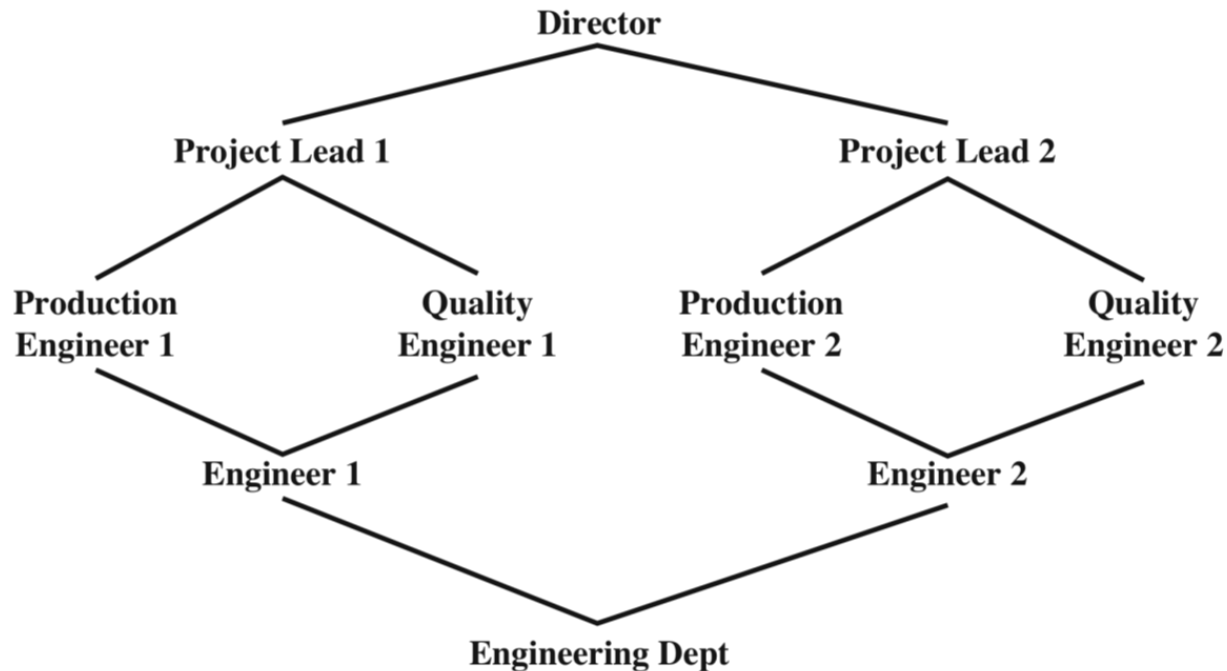 Director
Project Lead 1
Project Lead 2
Production
Engineer 1
Quality
Engineer 1
Production
Engineer 2
Quality
Engineer 2
Engineer 1
Engineer 2
Engineering Dept